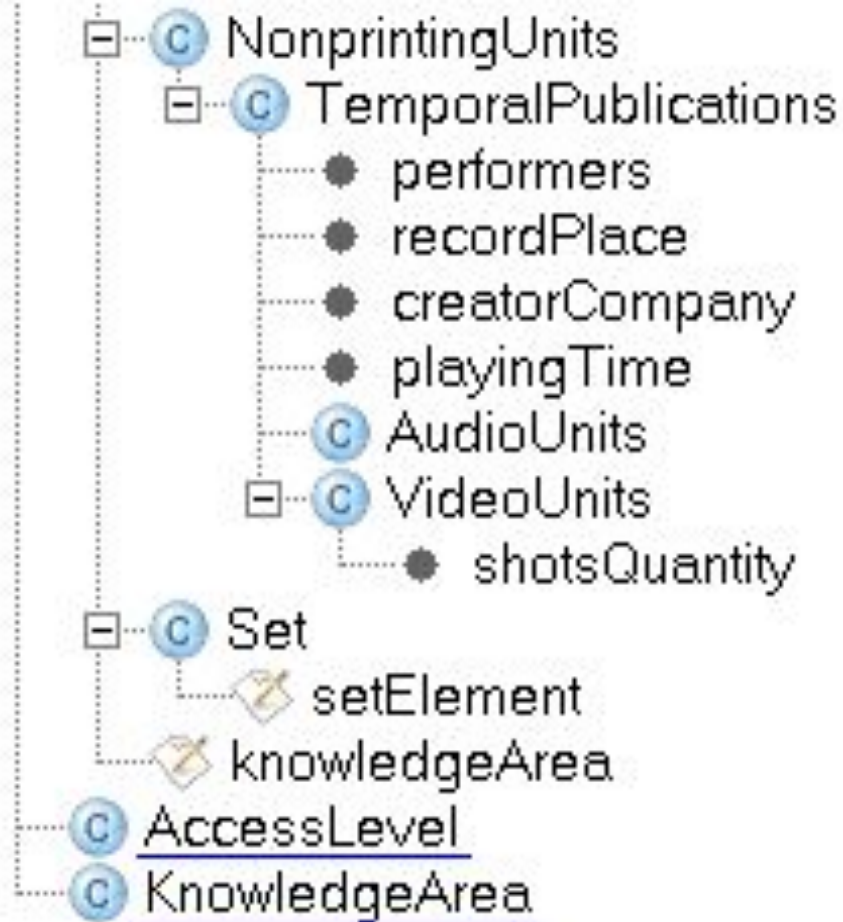 NonprintingUnits
TemporalPublications
performers
recordPlace
creatorCompany
playingTime
AudioUnits
VideoUnits
shotsQuantity
Set
setElement
knowledgeArea
AccessLevel
KnowledgeArea